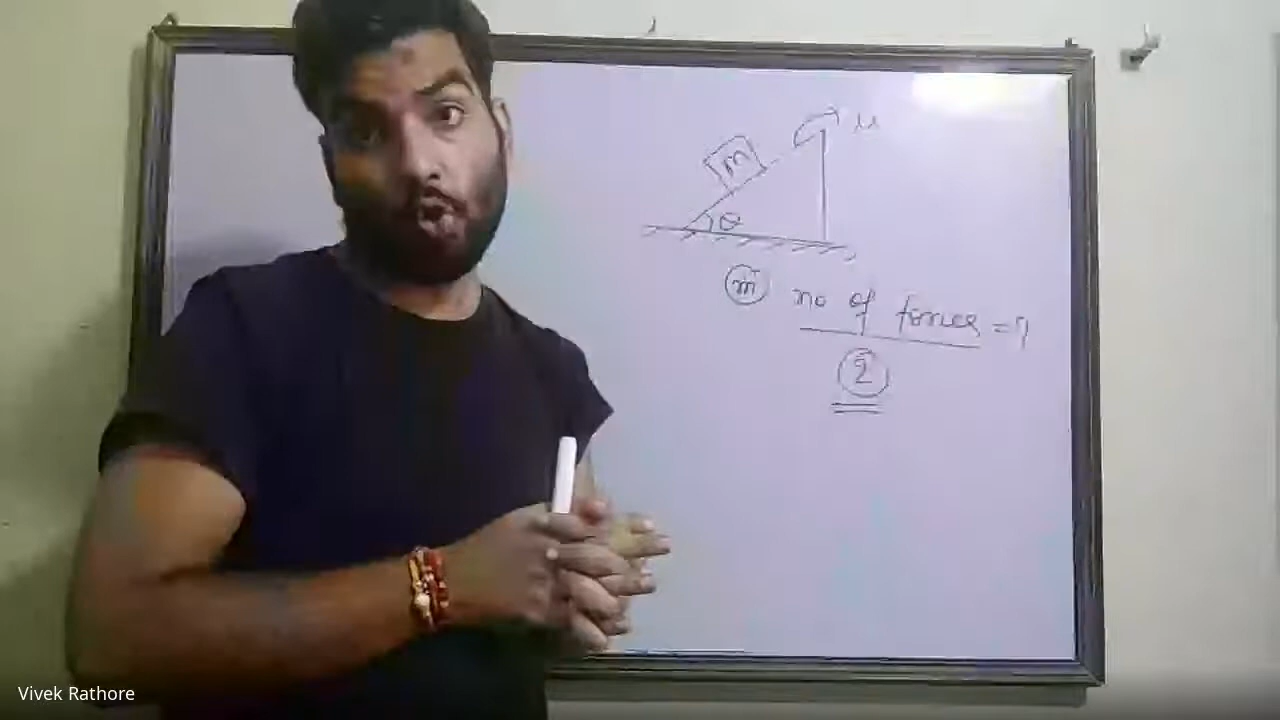 m μ
θ
m no of forces = ?
2
Vivek Rathore